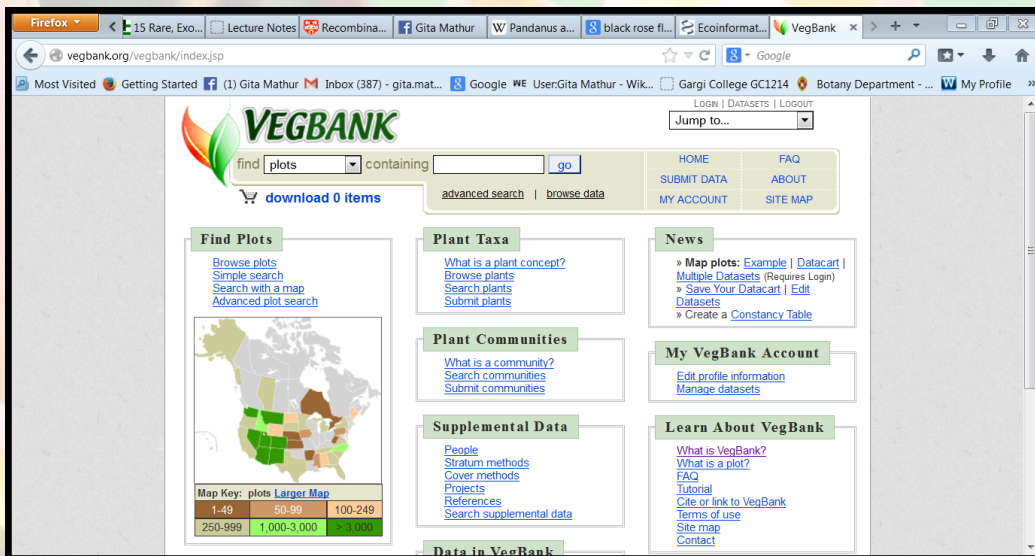 Firefox
15 Rare, Exo...
Lecture Notes
Recombina...
Gita Mathur
Pandanus a...
black rose fl...
Ecoinformat...
VegBank
vegbank.org/vegbank/index.jsp
Google
Most Visited
Getting Started
(1) Gita Mathur
Inbox (387) - gita.mat...
Google
WE User:Gita Mathur - Wik...
Gargi College GC1214
Botany Department - ...
My Profile
VEGBANK
LOGIN | DATASETS | LOGOUT
Jump to...
find plots containing go
HOME FAQ
SUBMIT DATA ABOUT
MY ACCOUNT SITE MAP
download 0 items
advanced search | browse data
Find Plots
Browse plots
Simple search
Search with a map
Advanced plot search
Map Key: plots Larger Map
1-49 50-99 100-249
250-999 1,000-3,000 > 3,000
Plant Taxa
What is a plant concept?
Browse plants
Search plants
Submit plants
Plant Communities
What is a community?
Search communities
Submit communities
Supplemental Data
People
Stratum methods
Cover methods
Projects
References
Search supplemental data
Data in VegBank
News
» Map plots: Example | Datacart |
Multiple Datasets (Requires Login)
» Save Your Datacart | Edit
Datasets
» Create a Constancy Table
My VegBank Account
Edit profile information
Manage datasets
Learn About VegBank
What is VegBank?
What is a plot?
FAQ
Tutorial
Cite or link to VegBank
Terms of use
Site map
Contact